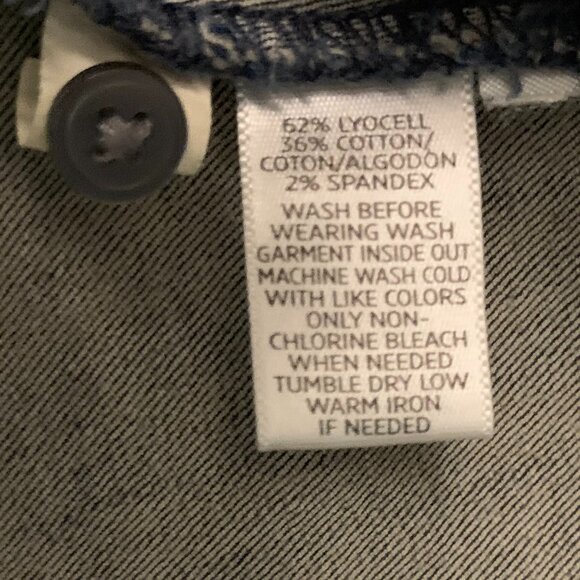 62% LYOCELL
36% COTTON/
COTON/ALGODÓN
2% SPANDEX
WASH BEFORE
WEARING WASH
GARMENT INSIDE OUT
MACHINE WASH COLD
WITH LIKE COLORS
ONLY NON-
CHLORINE BLEACH
WHEN NEEDED
TUMBLE DRY LOW
WARM IRON
IF NEEDED